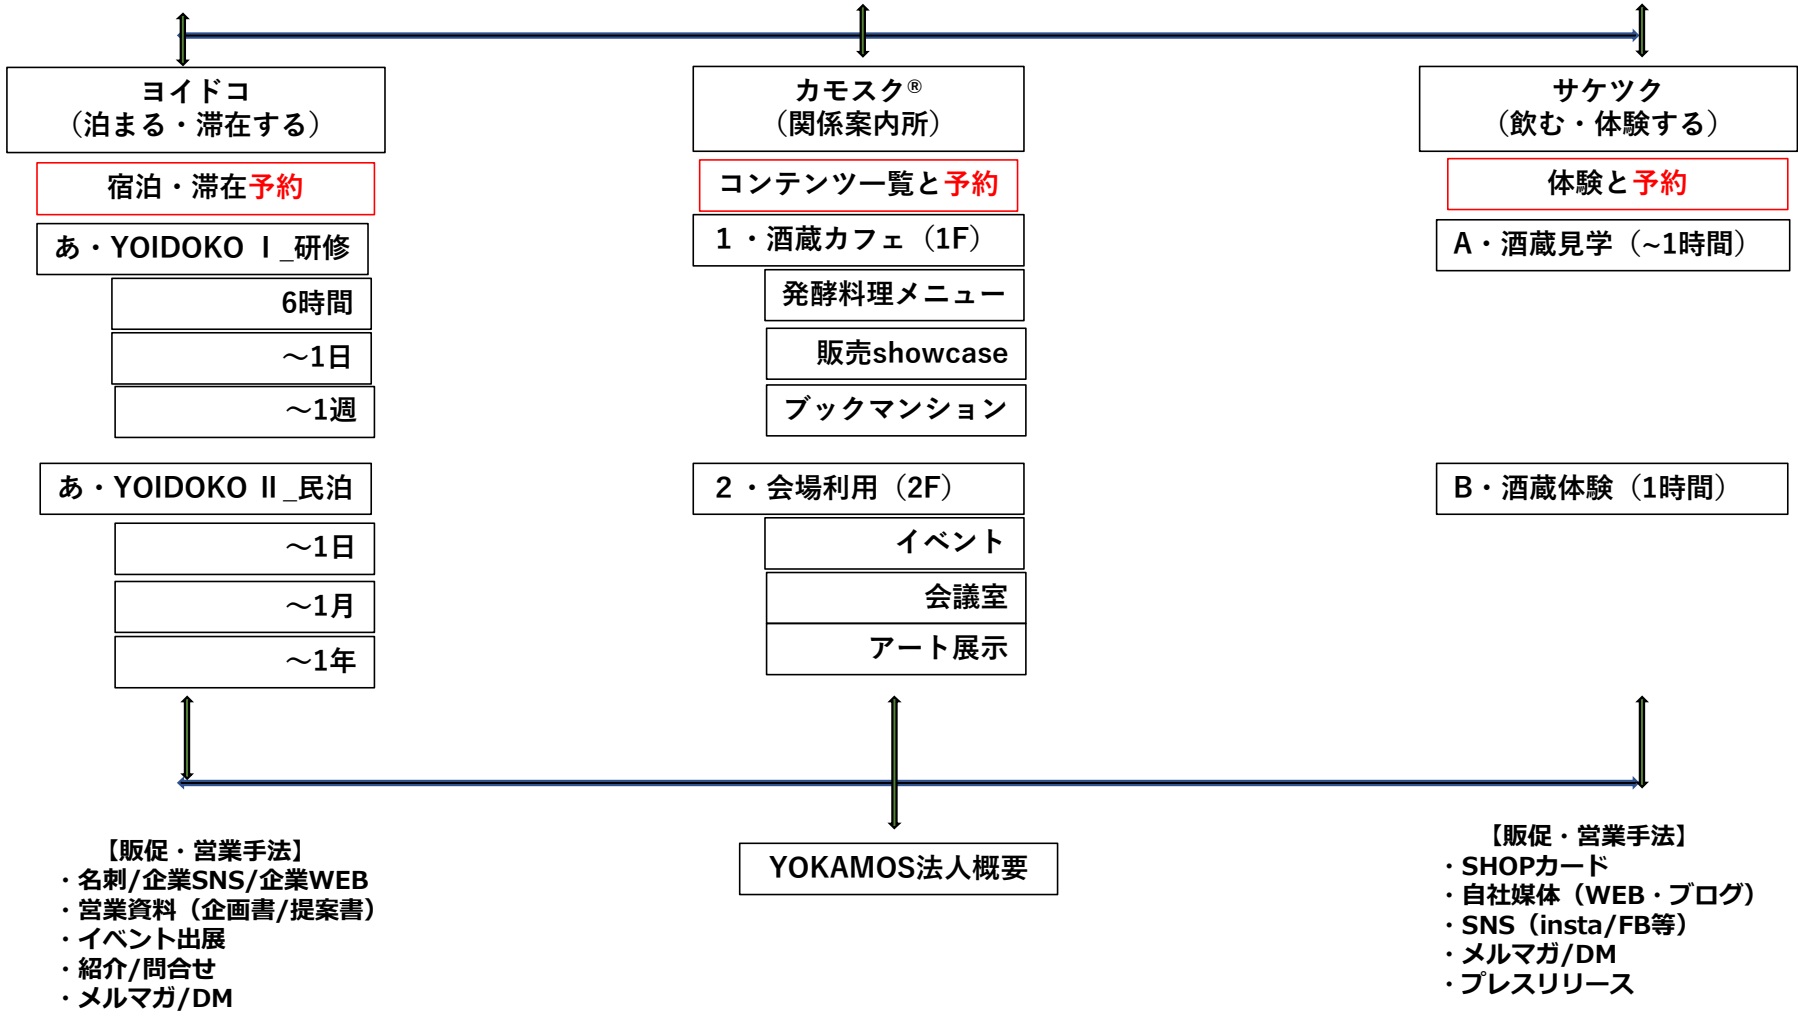 ヨイドコ
（泊まる・滞在する）
宿泊・滞在予約
あ・YOIDOKO Ⅰ_研修
6時間
～1日
～1週
あ・YOIDOKO Ⅱ_民泊
～1日
～1月
～1年
カモスク®
（関係案内所）
コンテンツ一覧と予約
１・酒蔵カフェ（1F）
発酵料理メニュー
販売showcase
ブックマンション
２・会場利用（2F）
イベント
会議室
アート展示
サケツク
（飲む・体験する）
体験と予約
A・酒蔵見学（~1時間）
B・酒蔵体験（1時間）
【販促・営業手法】
・名刺/企業SNS/企業WEB
・営業資料（企画書/提案書）
・イベント出展
・紹介/問合せ
・メルマガ/DM
YOKAMOS法人概要
【販促・営業手法】
・SHOPカード
・自社媒体（WEB・ブログ）
・SNS（insta/FB等）
・メルマガ/DM
・プレスリリース